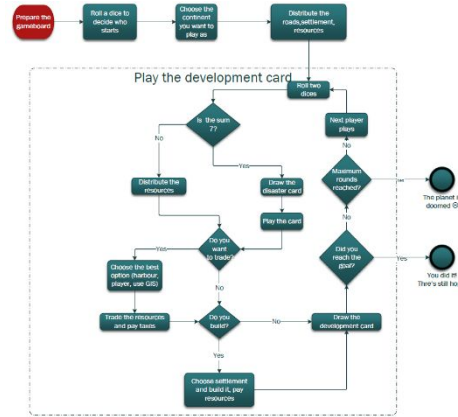 Prepare the
gameboard
Roll a dice to
decide who
starts
Choose the
continent
you want to
play as
Distribute the
roads,settlement,
resources
Play the development card
Roll two
dices
Is the sum
7?
Next player
plays
No
Yes
No
Distribute the
resources
Draw the
disaster card
Maximum
rounds
reached?
The planet
doomed
Play the card
No
Yes
Do you
want
to trade?
Did you
reach the
goal?
Yes
Choose the best
option (harbour,
player, use GIS)
You did it!
No
Trade the resources
and pay taxes
Do you
build?
No
Draw the
development card
Yes
Choose settlement
and build it, pay
resources